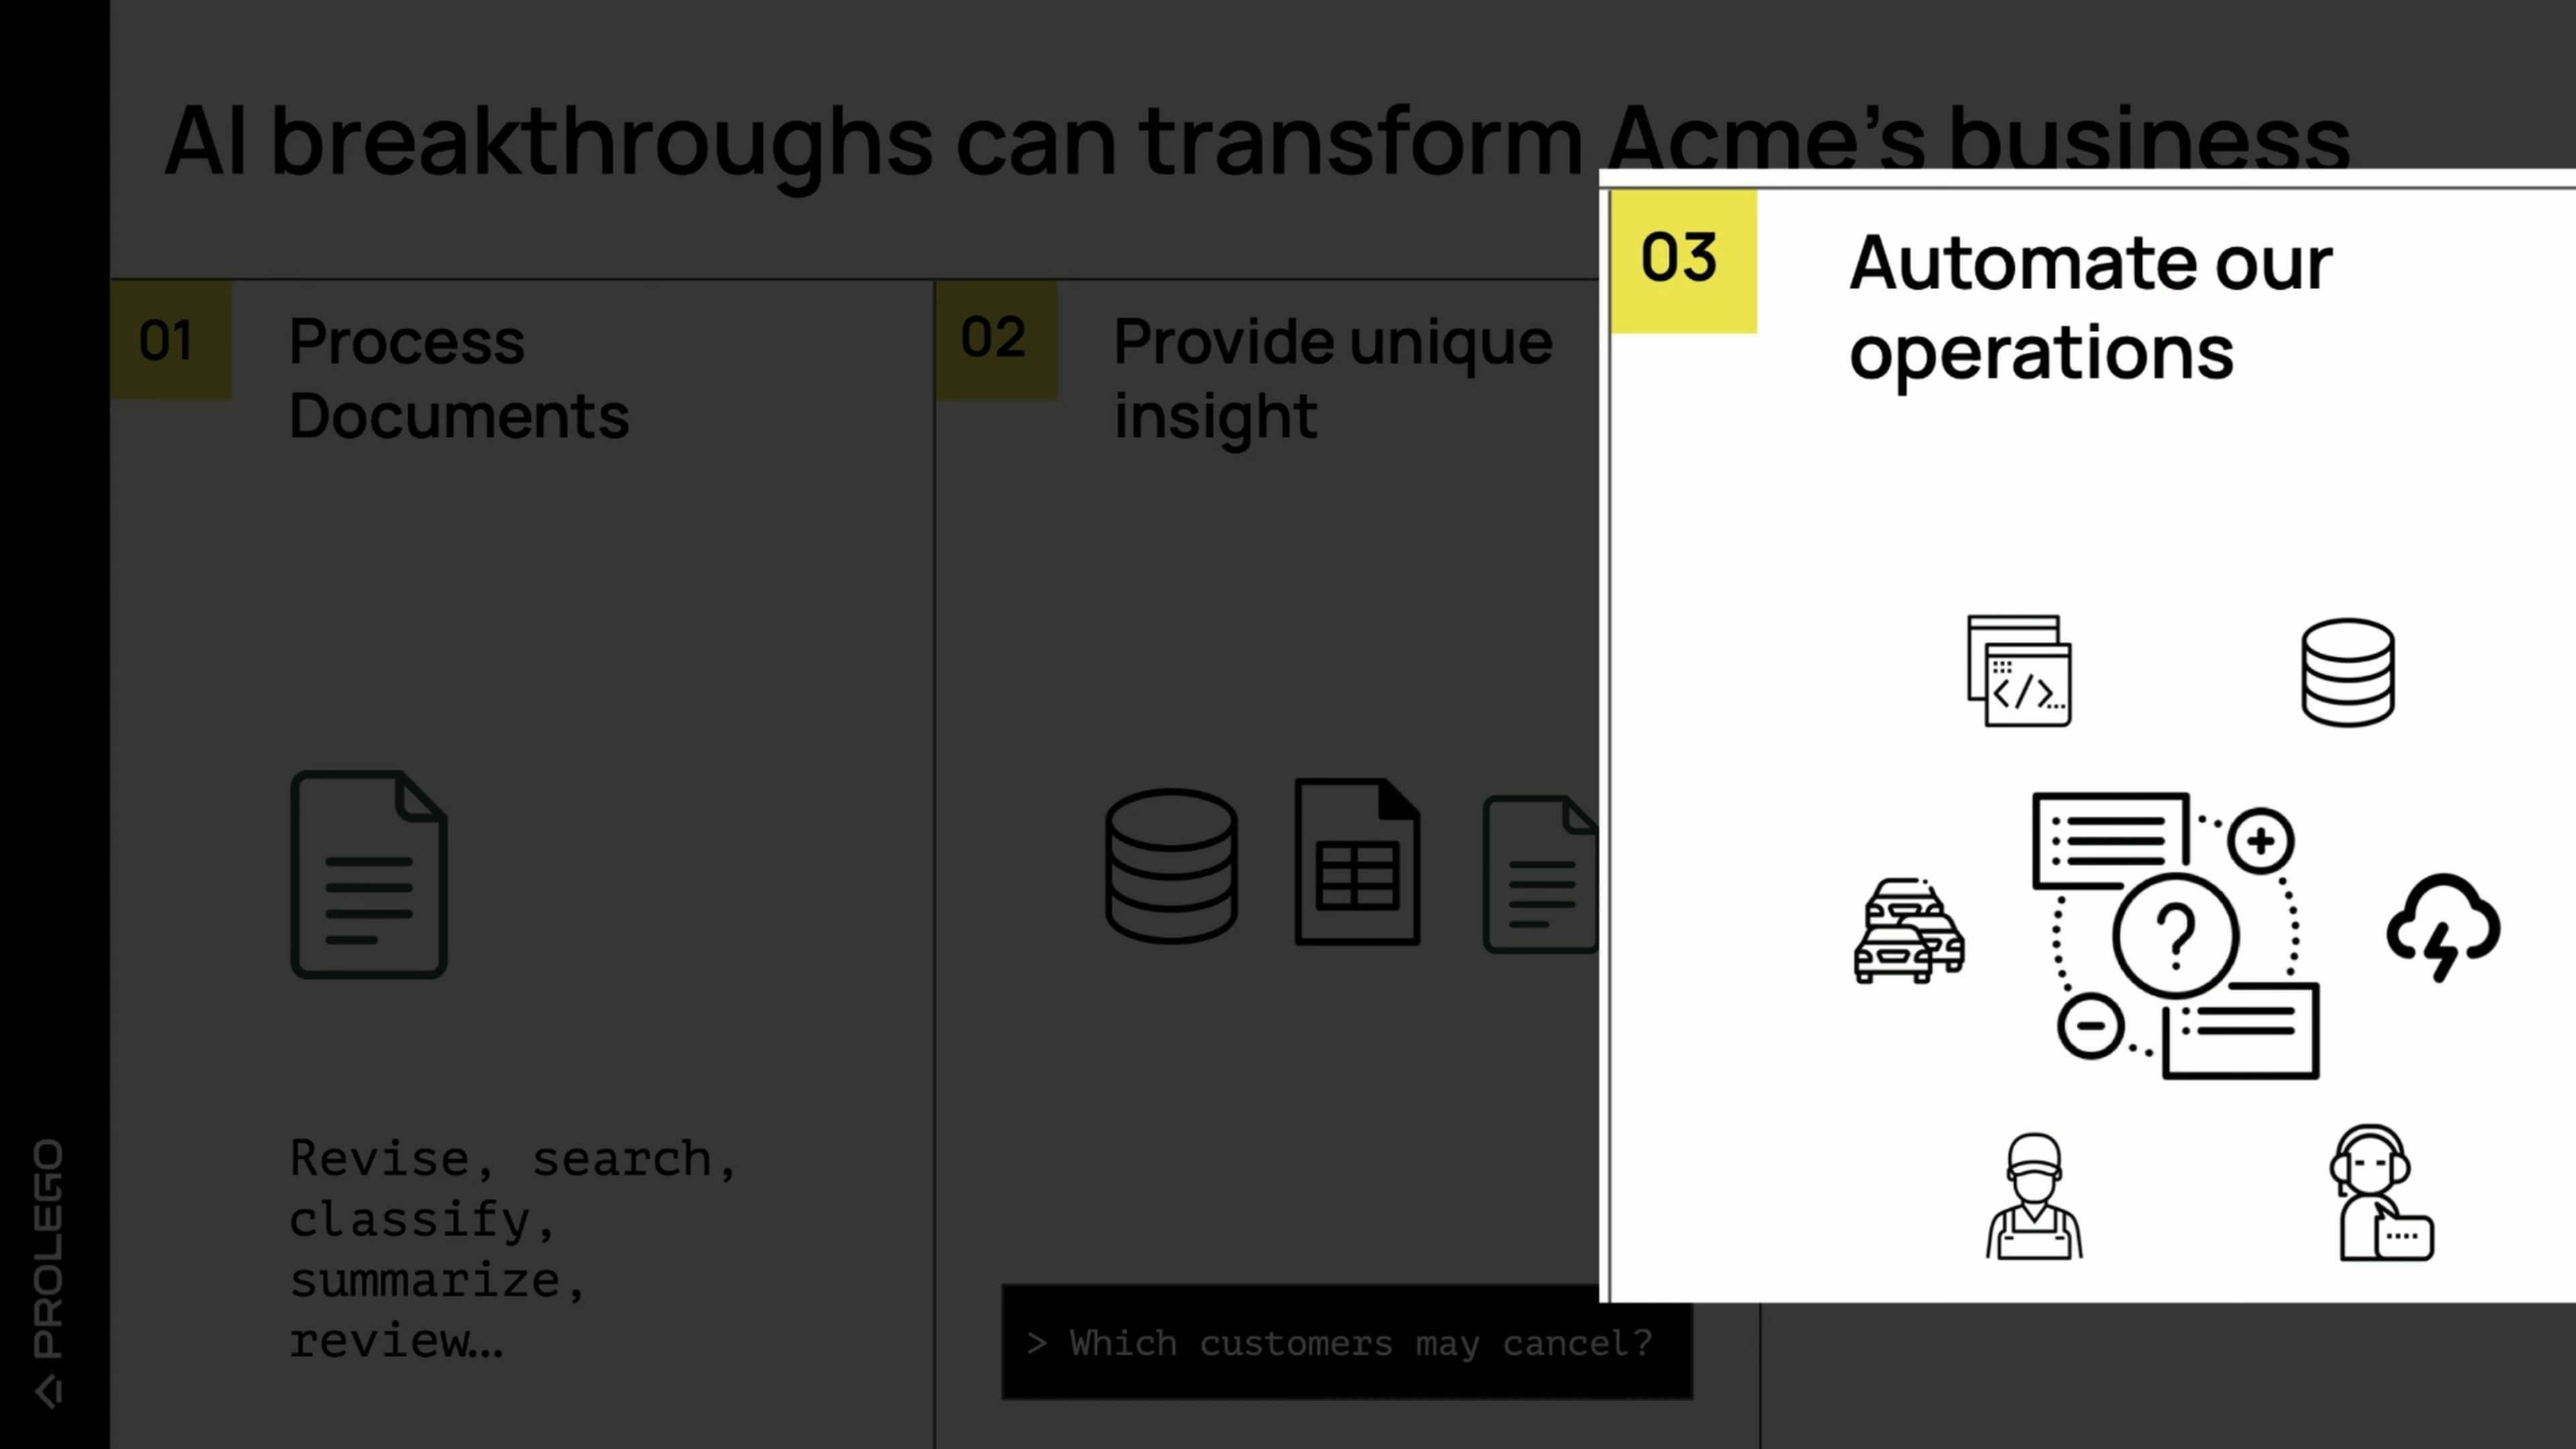 AI breakthroughs can transform Acme’s business
01
Process
Documents
Revise, search,
classify,
summarize,
review…
02
Provide unique
insight
> Which customers may cancel?
03
Automate our
operations
</>
?
PROLEGO